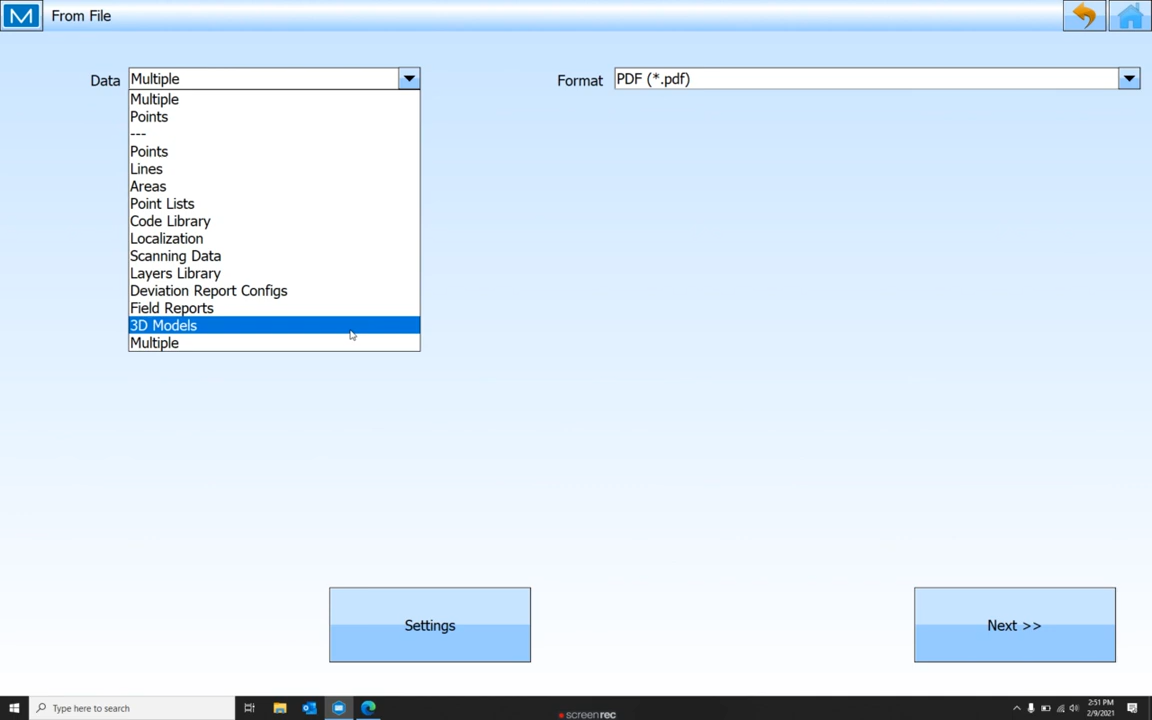 M From File
Data Multiple Format PDF (*.pdf)
Multiple
Points
---
Points
Lines
Areas
Point Lists
Code Library
Localization
Scanning Data
Layers Library
Deviation Report Configs
Field Reports
3D Models
Multiple
Settings Next >>
Type here to search
screenrec
2:51 PM
2/9/2021